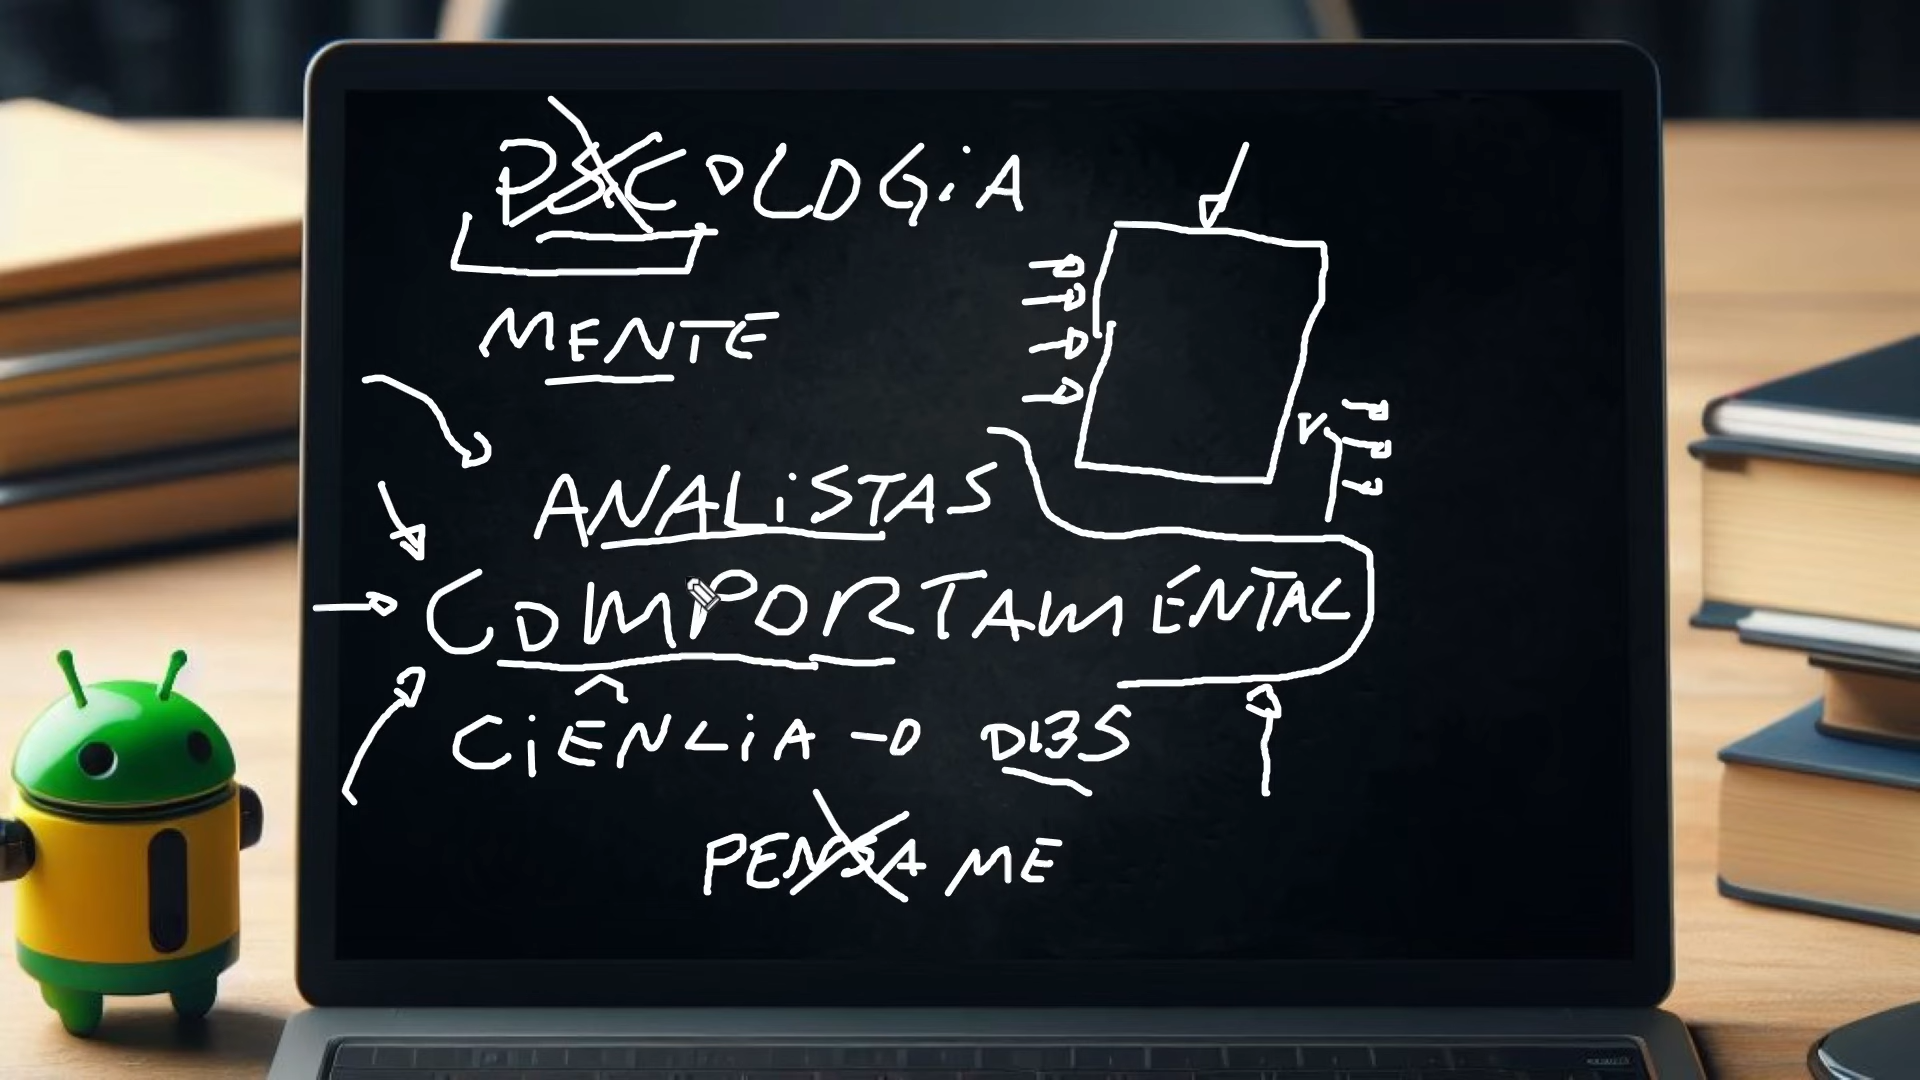 PSICOLOGIA
MENTE
ANALISTAS
COMPORTAMENTAL
CIÊNCIA
PENSAME